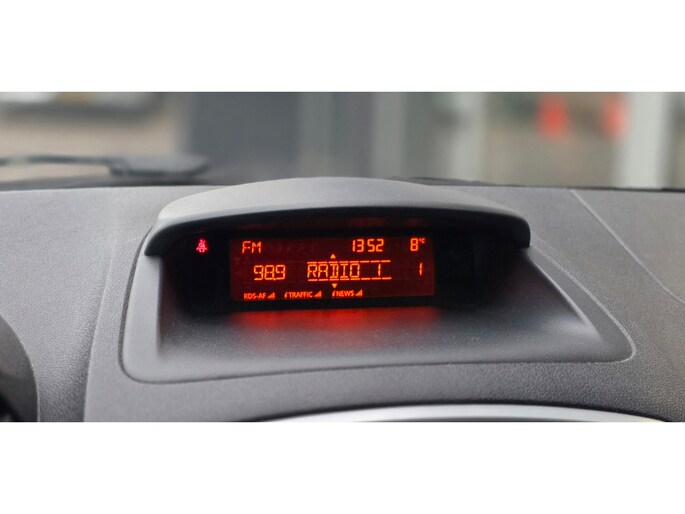 FM 13:52 8°C
98.9 RADIO 1 1
RDS-AF i TRAFFIC i NEWS